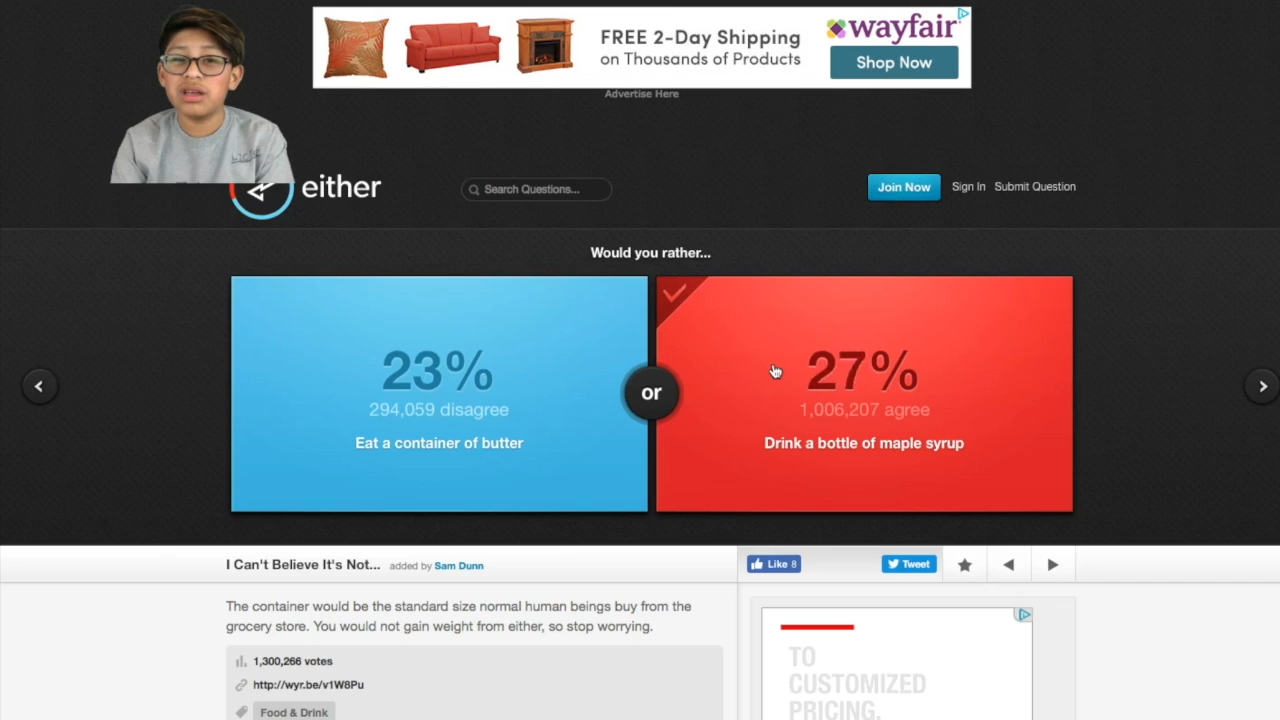 FREE 2-Day Shipping
on Thousands of Products
wayfair
Shop Now
Advertise Here
either
Search Questions...
Join Now
Sign In
Submit Question
Would you rather...
23%
294,059 disagree
Eat a container of butter
or
27%
1,006,207 agree
Drink a bottle of maple syrup
I Can't Believe It's Not... added by Sam Dunn
Like 8
Tweet
The container would be the standard size normal human beings buy from the
grocery store. You would not gain weight from either, so stop worrying.
1,300,266 votes
http://wyr.be/v1W8Pu
Food & Drink
TO
CUSTOMIZED
PRICING.